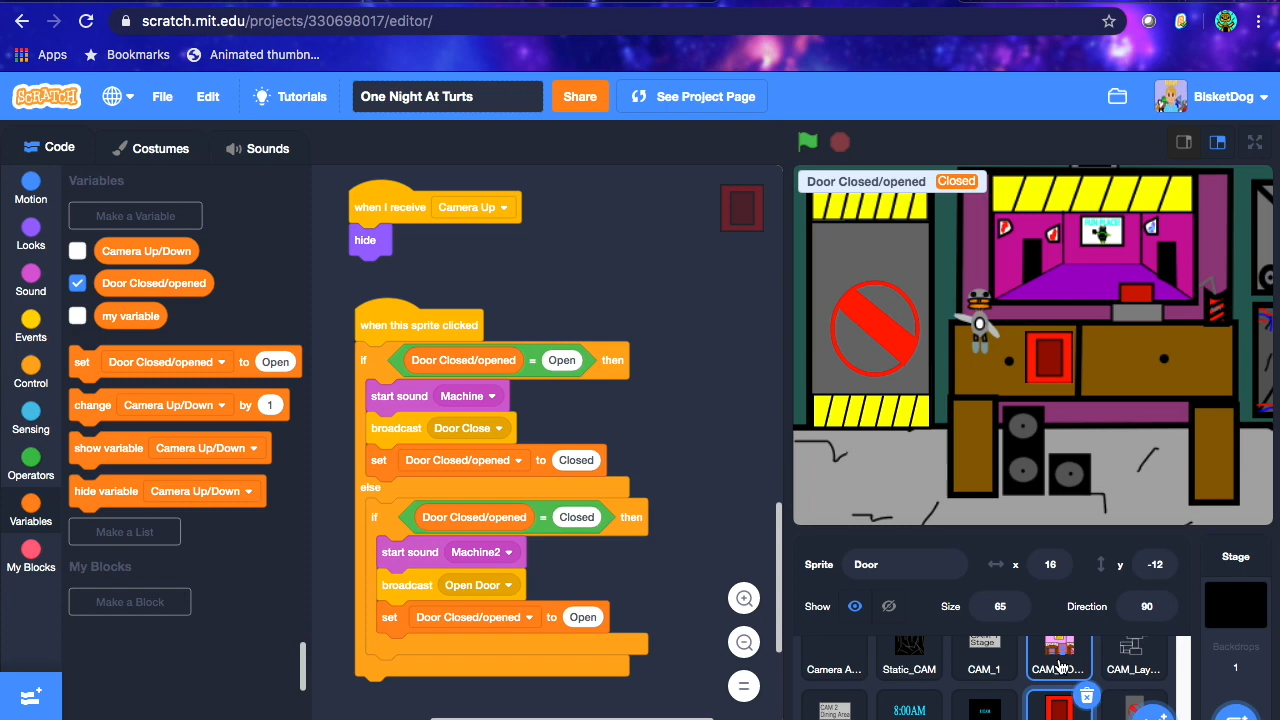 scratch.mit.edu/projects/330698017/editor/
Apps
Bookmarks
Animated thumbn...
SCRATCH
File
Edit
Tutorials
One Night At Turts
Share
See Project Page
BisketDog
Code
Costumes
Sounds
Motion
Looks
Sound
Events
Control
Sensing
Operators
Variables
My Blocks
Variables
Make a Variable
Camera Up/Down
Door Closed/opened
my variable
set Door Closed/opened to Open
change Camera Up/Down by 1
show variable Camera Up/Down
hide variable Camera Up/Down
Make a List
My Blocks
Make a Block
when I receive Camera Up
hide
when this sprite clicked
if Door Closed/opened = Open then
start sound Machine
broadcast Door Close
set Door Closed/opened to Closed
else
if Door Closed/opened = Closed then
start sound Machine2
broadcast Open Door
set Door Closed/opened to Open
Door Closed/opened Closed
FUN PLACE!
Sprite Door x 16 y -12
Show Size 65 Direction 90
Stage
Backdrops
1
Stage
Camera A...
Static_CAM
CAM_1
CAM_Lay...
CAM 2
Dining Area
8:00AM